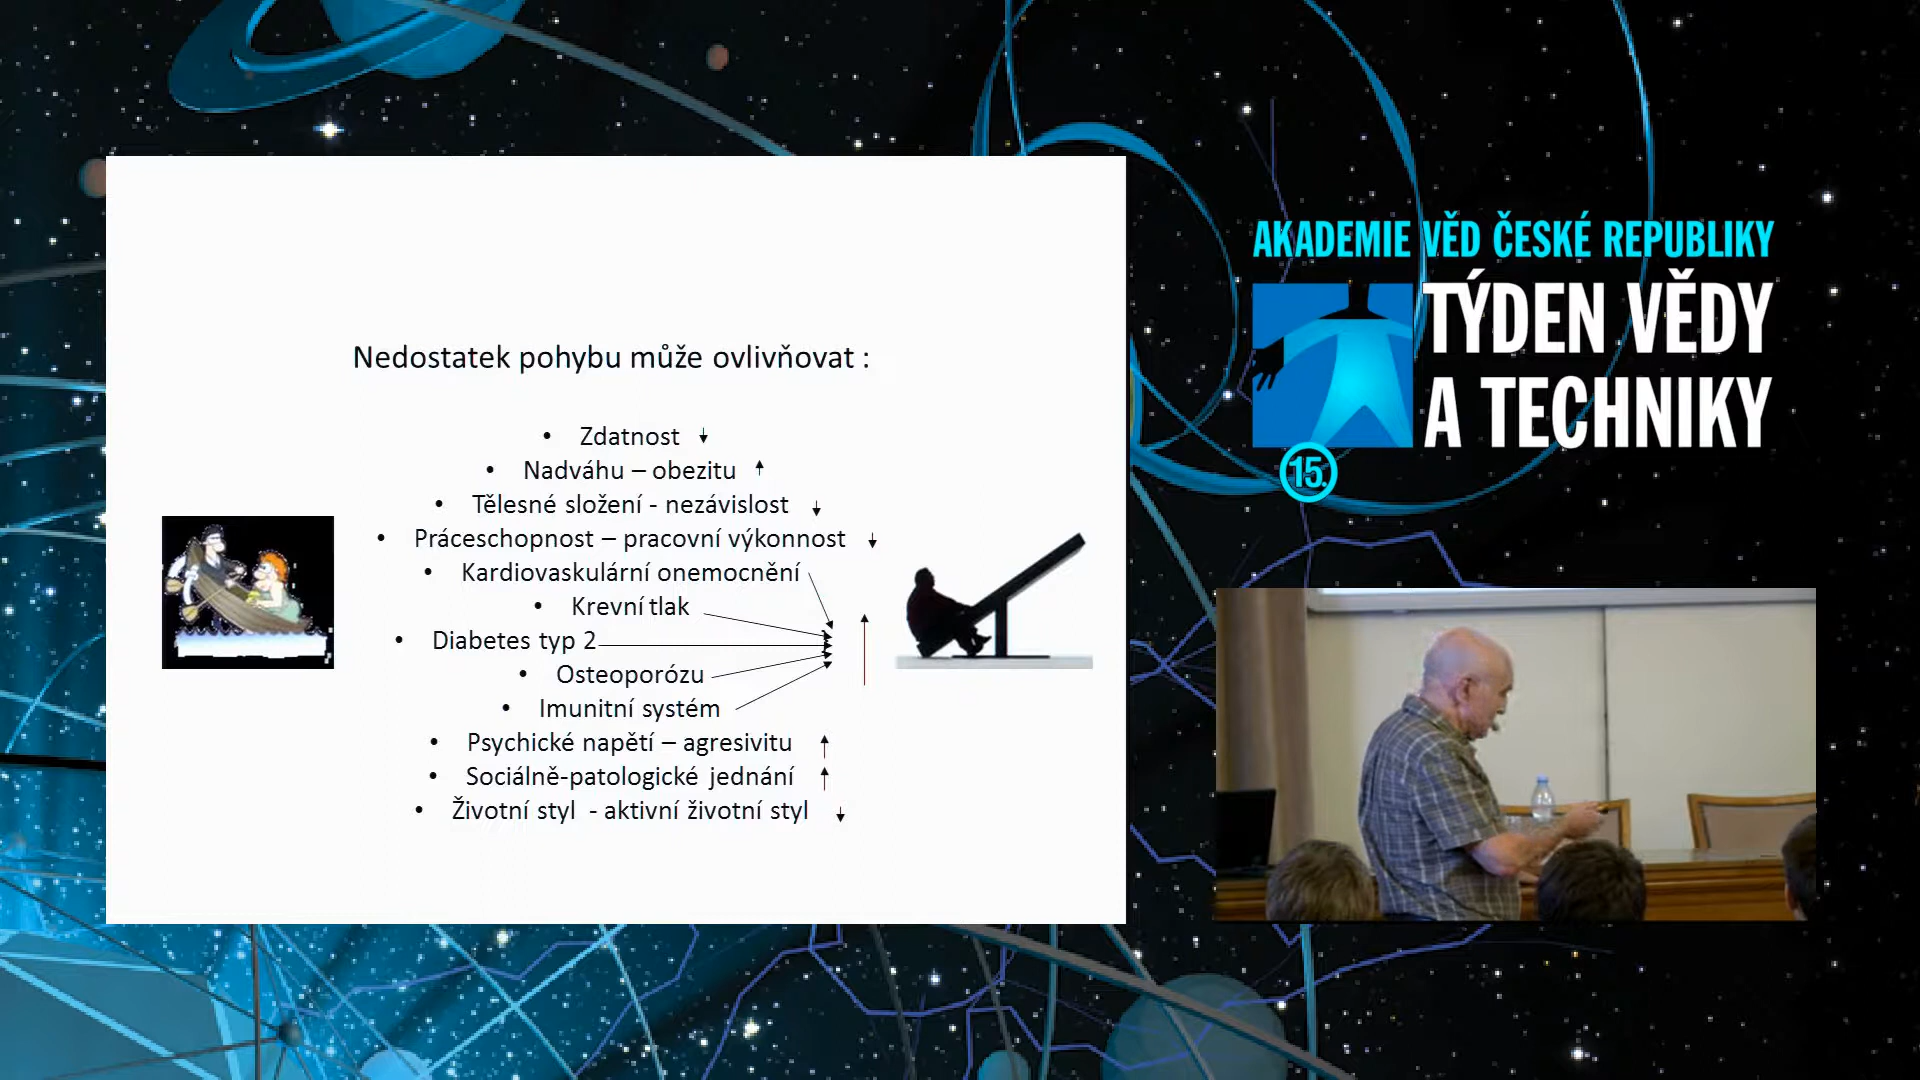 Nedostatek pohybu může ovlivňovat :
• Zdatnost ↓
• Nadváhu – obezitu ↑
• Tělesné složení - nezávislost ↓
• Práceschopnost – pracovní výkonnost ↓
• Kardiovaskulární onemocnění
• Krevní tlak
• Diabetes typ 2
• Osteoporózu
• Imunitní systém
• Psychické napětí – agresivitu ↑
• Sociálně-patologické jednání ↑
• Životní styl - aktivní životní styl ↓
AKADEMIE VĚD ČESKÉ REPUBLIKY
TÝDEN VĚDY
A TECHNIKY
15.